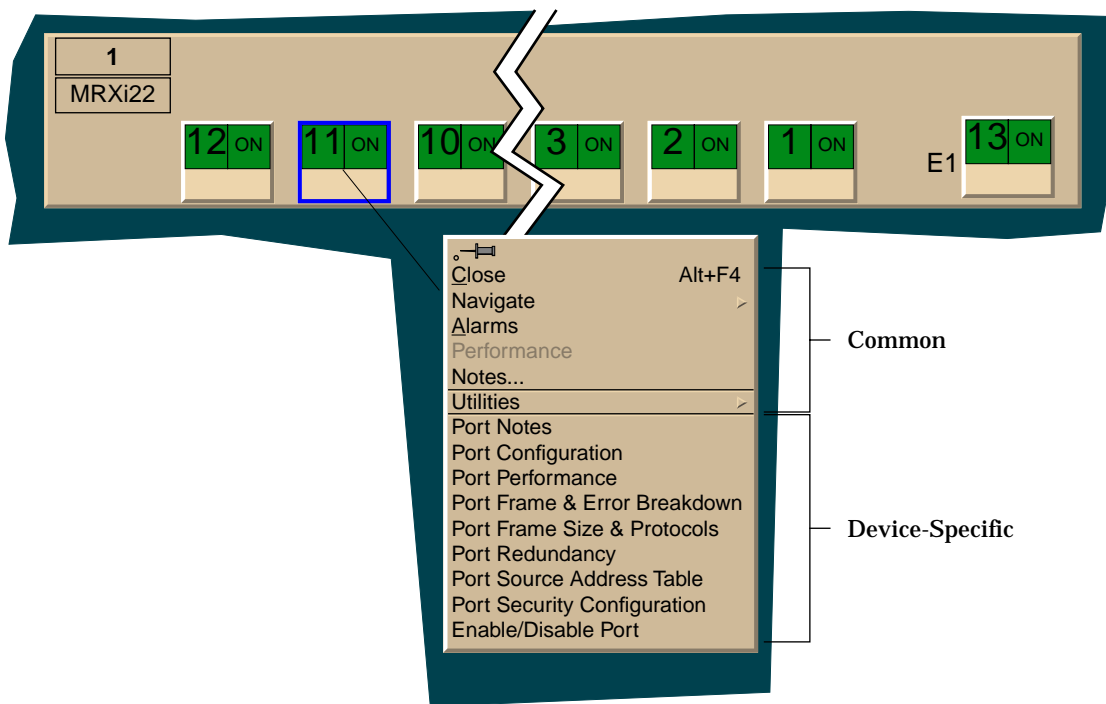 1
MRXi22
12 ON
11 ON
10 ON
3 ON
2 ON
1 ON
E1
13 ON
Close Alt+F4
Navigate
Alarms
Performance
Notes...
Utilities
Port Notes
Port Configuration
Port Performance
Port Frame & Error Breakdown
Port Frame Size & Protocols
Port Redundancy
Port Source Address Table
Port Security Configuration
Enable/Disable Port
Common
Device-Specific